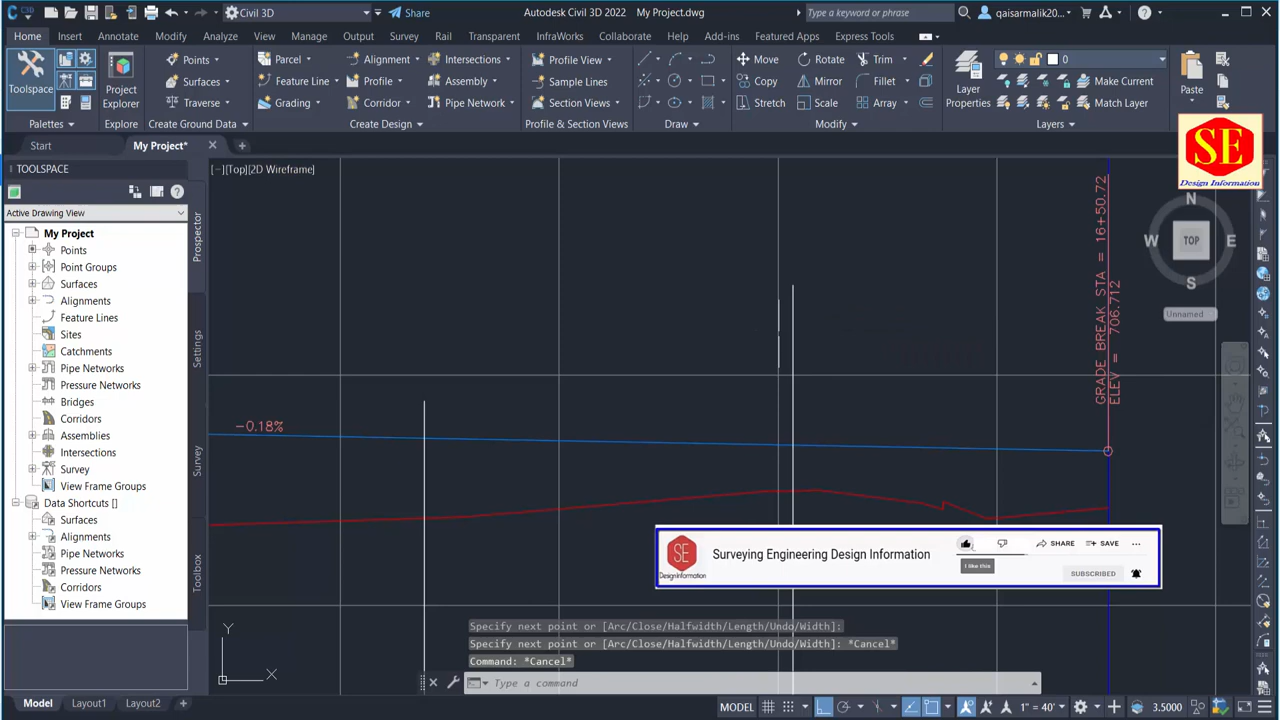 C3D
Civil 3D
Share
Autodesk Civil 3D 2022
My Project.dwg
Type a keyword or phrase
qaisarmalik20...
Home
Insert
Annotate
Modify
Analyze
View
Manage
Output
Survey
Rail
Transparent
InfraWorks
Collaborate
Help
Add-ins
Featured Apps
Express Tools
Toolspace
Project
Explorer
Points
Surfaces
Traverse
Parcel
Feature Line
Grading
Alignment
Profile
Corridor
Intersections
Assembly
Pipe Network
Profile View
Sample Lines
Section Views
Move
Copy
Stretch
Rotate
Mirror
Scale
Trim
Fillet
Array
Layer
Properties
0
Make Current
Match Layer
Paste
Palettes
Explore
Create Ground Data
Create Design
Profile & Section Views
Draw
Modify
Layers
Start
My Project*
SE
Design Information
TOOLSPACE
Active Drawing View
My Project
Points
Point Groups
Surfaces
Alignments
Feature Lines
Sites
Catchments
Pipe Networks
Pressure Networks
Bridges
Corridors
Assemblies
Intersections
Survey
View Frame Groups
Data Shortcuts []
Surfaces
Alignments
Pipe Networks
Pressure Networks
Corridors
View Frame Groups
Prospector
Settings
Survey
Toolbox
[−][Top][2D Wireframe]
N
W
TOP
E
S
Unnamed
GRADE BREAK STA = 16+50.72
ELEV = 706.712
−0.18%
SE
DesignInformation
Surveying Engineering Design Information
SHARE
SAVE
I like this
SUBSCRIBED
Specify next point or [Arc/Close/Halfwidth/Length/Undo/Width]:
Specify next point or [Arc/Close/Halfwidth/Length/Undo/Width]: *Cancel*
Command: *Cancel*
Type a command
Y
X
Model
Layout1
Layout2
MODEL
1" = 40'
3.5000